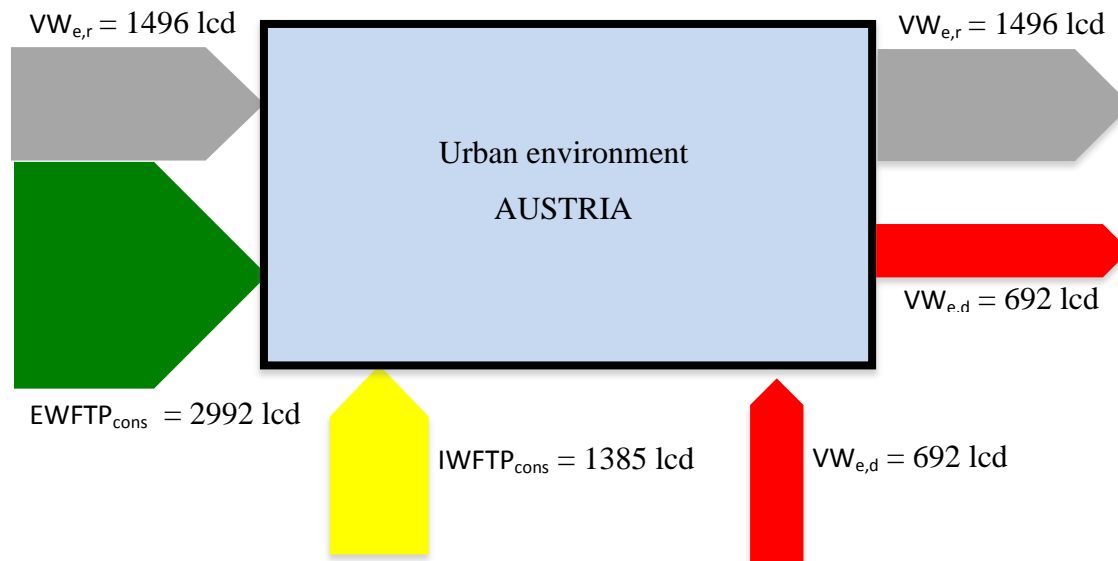 VWe,r = 1496 lcd
VWe,r = 1496 lcd
Urban environment
AUSTRIA
VWe,d = 692 lcd
EWFTPcons = 2992 lcd
IWFTPcons = 1385 lcd
VWe,d = 692 lcd